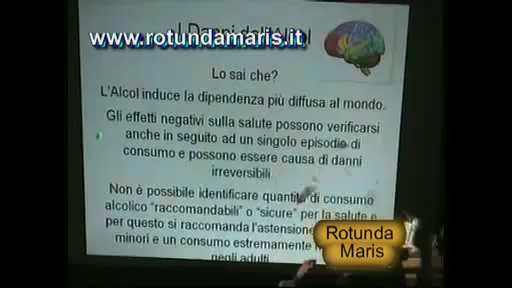 www.rotundamaris.it
I Danni dell'Alcol
Lo sai che?
L'Alcol induce la dipendenza più diffusa al mondo.
Gli effetti negativi sulla salute possono verificarsi
anche in seguito ad un singolo episodio di
consumo e possono essere causa di danni
irreversibili.
Non è possibile identificare quantità di consumo
alcolico "raccomandabili" o "sicure" per la salute e
per questo si raccomanda l'astensione
minori e un consumo estremamente
negli adulti.
Rotunda
Maris